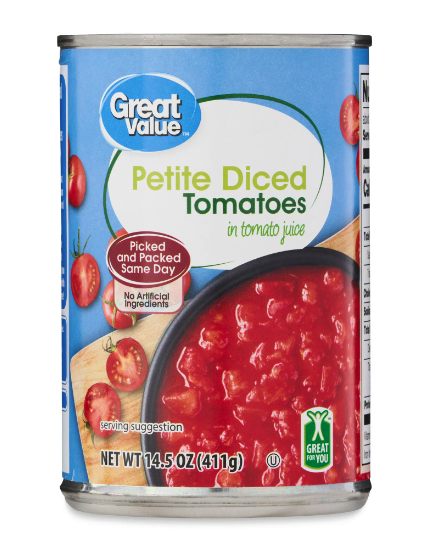 Great
Value™
Petite Diced
Tomatoes
in tomato juice
Picked
and Packed
Same Day
No Artificial
Ingredients
serving suggestion
NET WT 14.5 OZ (411g)
U
GREAT
FOR YOU